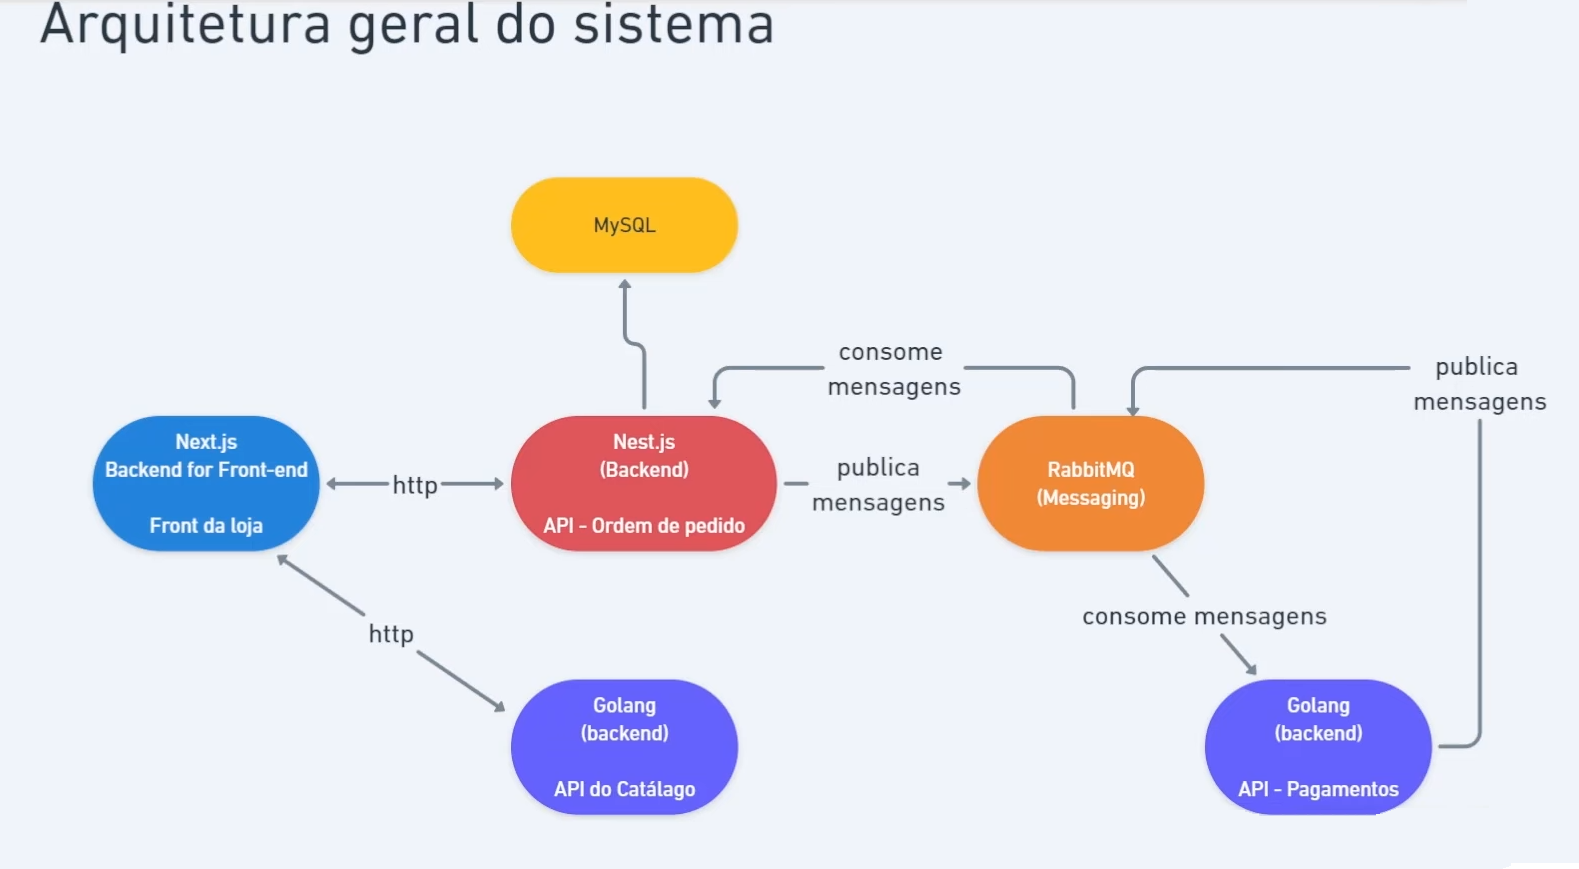 Arquitetura geral do sistema
MySQL
consome
mensagens
publica
mensagens
Next.js
Backend for Front-end
Front da loja
http
Nest.js
(Backend)
API - Ordem de pedido
publica
mensagens
RabbitMQ
(Messaging)
http
consome mensagens
Golang
(backend)
API do Catálago
Golang
(backend)
API - Pagamentos